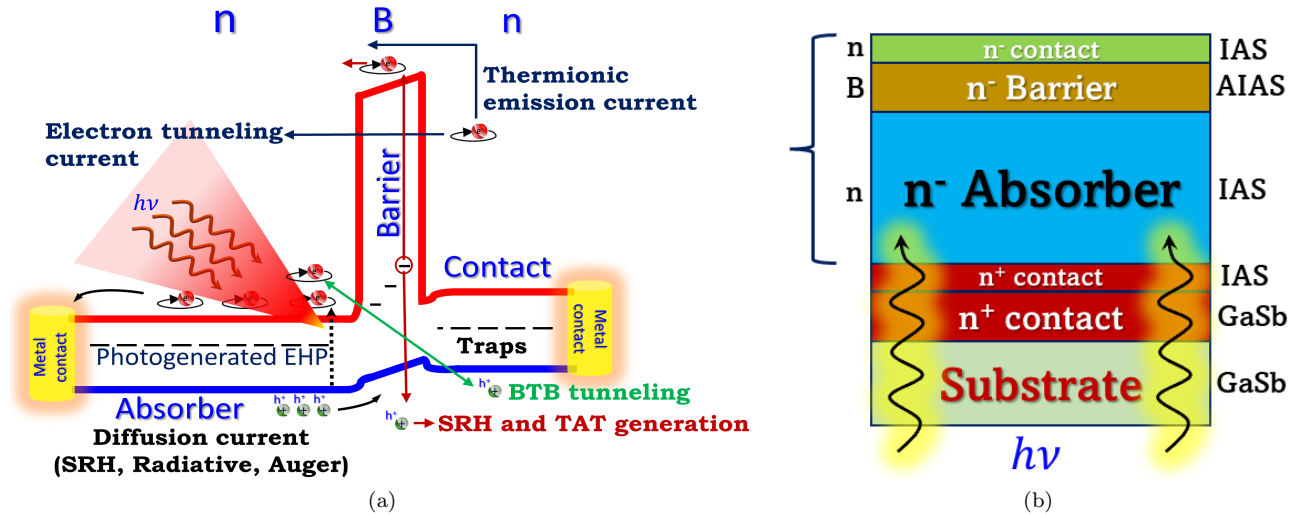 n B n
e⁻
Thermionic
emission current
Electron tunneling
current
e⁻
hν
Barrier
e⁻
e⁻ e⁻ e⁻
Contact
Metal
contact
Metal
contact
Photogenerated EHP
Traps
Absorber
h⁺ h⁺ h⁺
h⁺
BTB tunneling
h⁺
SRH and TAT generation
Diffusion current
(SRH, Radiative, Auger)
(a)
n n⁻ contact IAS
B n⁻ Barrier AIAS
n n⁻ Absorber IAS
n⁺ contact IAS
n⁺ contact GaSb
Substrate GaSb
hν
(b)